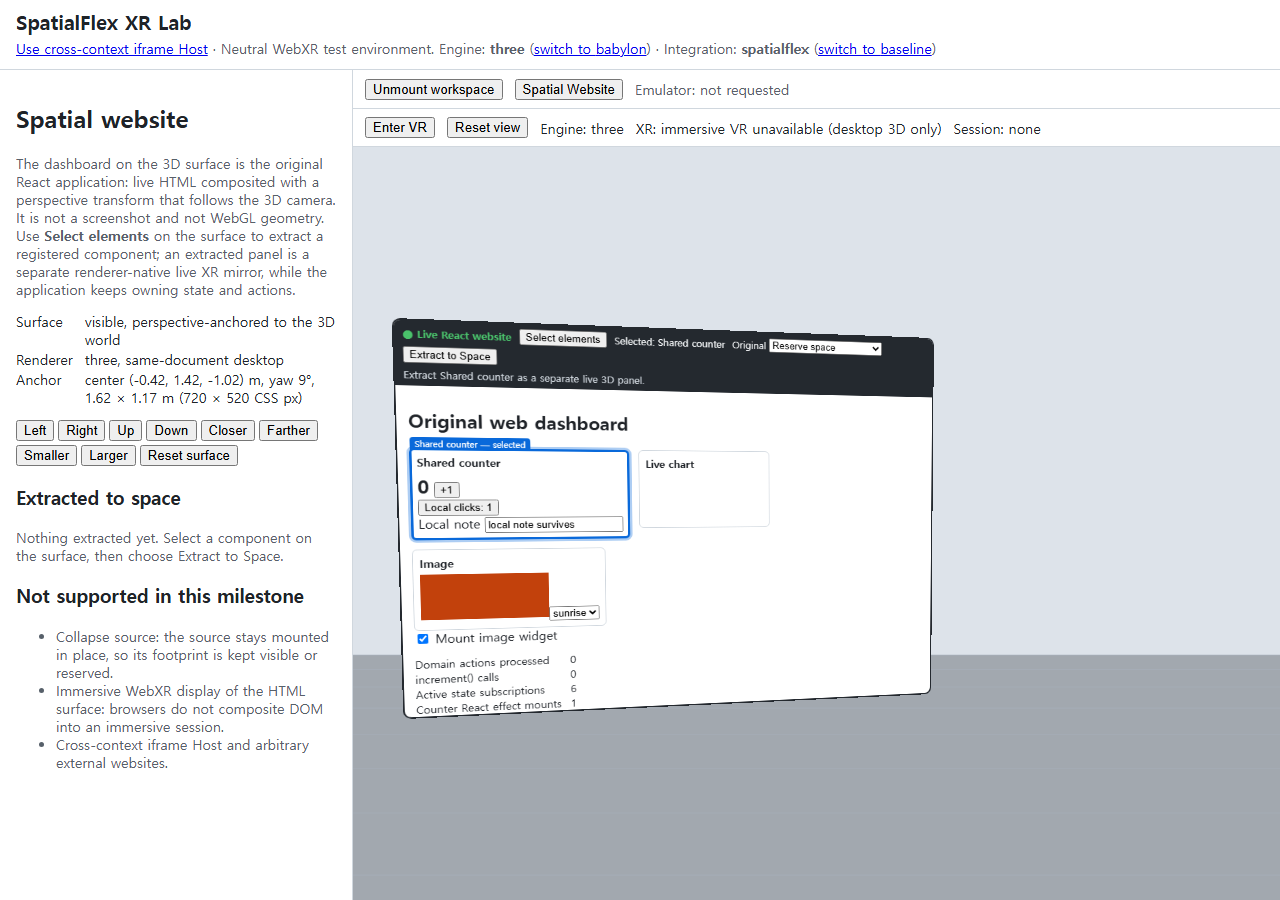 SpatialFlex XR Lab
Use cross-context iframe Host · Neutral WebXR test environment. Engine: three (switch to babylon) · Integration: spatialflex (switch to baseline)
Spatial website
The dashboard on the 3D surface is the original
React application: live HTML composited with a
perspective transform that follows the 3D camera.
It is not a screenshot and not WebGL geometry.
Use Select elements on the surface to extract a
registered component; an extracted panel is a
separate renderer-native live XR mirror, while the
application keeps owning state and actions.
Surface visible, perspective-anchored to the 3D
world
Renderer three, same-document desktop
Anchor center (-0.42, 1.42, -1.02) m, yaw 9°,
1.62 × 1.17 m (720 × 520 CSS px)
Left Right Up Down Closer Farther
Smaller Larger Reset surface
Extracted to space
Nothing extracted yet. Select a component on
the surface, then choose Extract to Space.
Not supported in this milestone
• Collapse source: the source stays mounted
in place, so its footprint is kept visible or
reserved.
• Immersive WebXR display of the HTML
surface: browsers do not composite DOM
into an immersive session.
• Cross-context iframe Host and arbitrary
external websites.
Unmount workspace Spatial Website Emulator: not requested
Enter VR Reset view Engine: three XR: immersive VR unavailable (desktop 3D only) Session: none
Live React website Select elements Selected: Shared counter Original Reserve space
Extract to Space
Extract Shared counter as a separate live 3D panel.
Original web dashboard
Shared counter — selected
Shared counter
0 +1
Local clicks: 1
Local note local note survives
Live chart
Image
sunrise
Mount image widget
Domain actions processed 0
increment() calls 0
Active state subscriptions 6
Counter React effect mounts 1